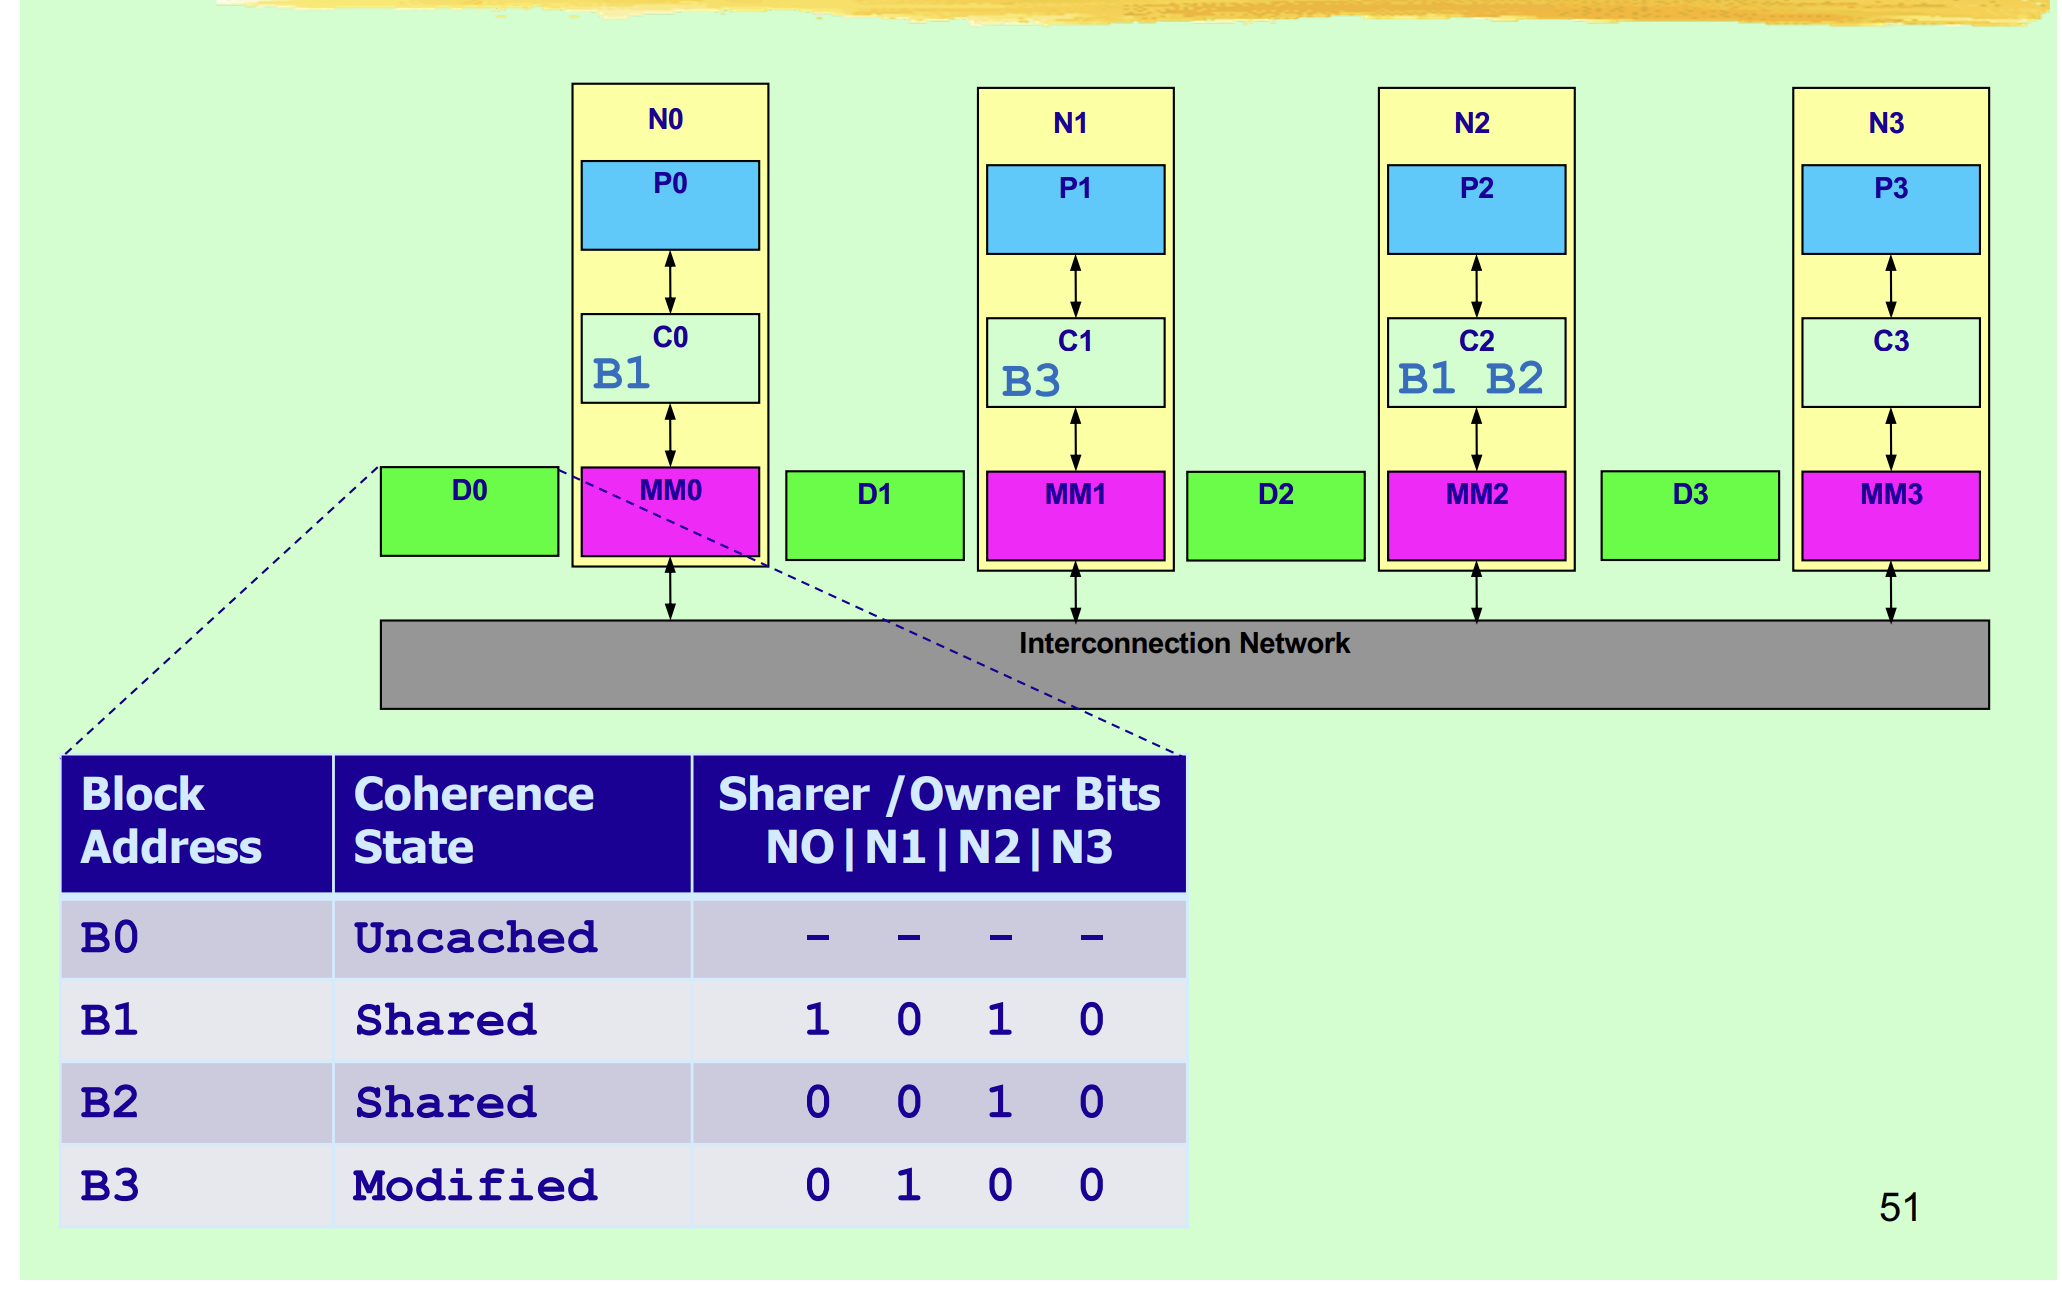 N0 N1 N2 N3
P0 P1 P2 P3
C0 C1 C2 C3
B1 B3 B1 B2
D0 MM0 D1 MM1 D2 MM2 D3 MM3
Interconnection Network
Block Address Coherence State Sharer /Owner Bits
NO|N1|N2|N3
B0 Uncached - - - -
B1 Shared 1 0 1 0
B2 Shared 0 0 1 0
B3 Modified 0 1 0 0
51